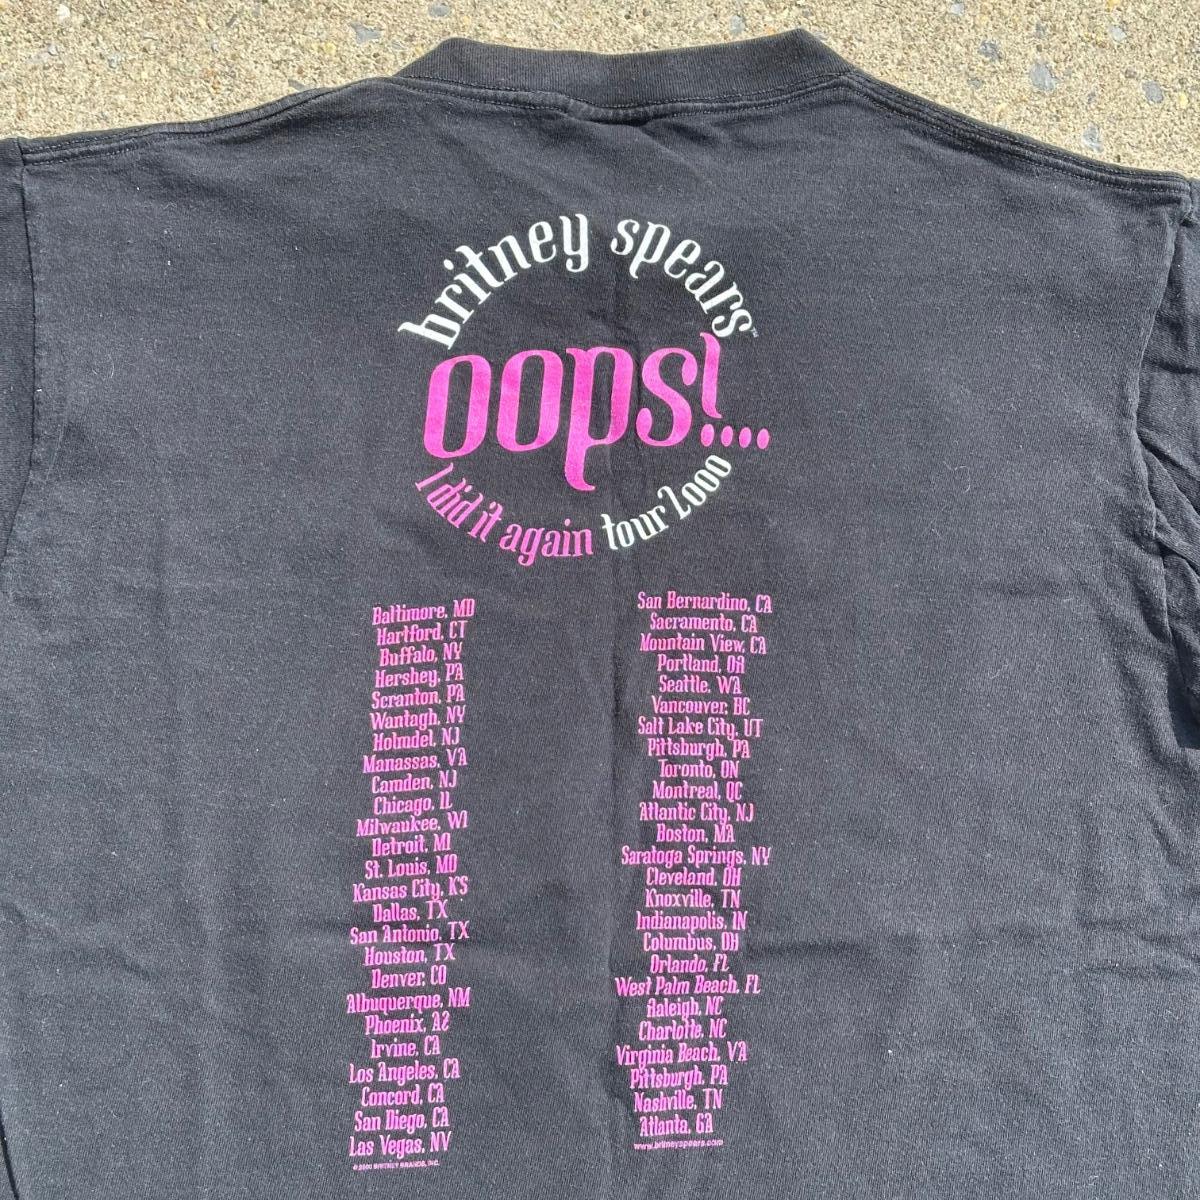 britney spears™
oops!....
I did it again tour 2000
Baltimore, MD
Hartford, CT
Buffalo, NY
Hershey, PA
Scranton, PA
Wantagh, NY
Holmdel, NJ
Manassas, VA
Camden, NJ
Chicago, IL
Milwaukee, WI
Detroit, MI
St. Louis, MO
Kansas City, KS
Dallas, TX
San Antonio, TX
Houston, TX
Denver, CO
Albuquerque, NM
Phoenix, AZ
Irvine, CA
Los Angeles, CA
Concord, CA
San Diego, CA
Las Vegas, NV
© 2000 BRITNEY BRANDS, INC.
San Bernardino, CA
Sacramento, CA
Mountain View, CA
Portland, OR
Seattle, WA
Vancouver, BC
Salt Lake City, UT
Pittsburgh, PA
Toronto, ON
Montreal, QC
Atlantic City, NJ
Boston, MA
Saratoga Springs, NY
Cleveland, OH
Knoxville, TN
Indianapolis, IN
Columbus, OH
Orlando, FL
West Palm Beach, FL
Raleigh, NC
Charlotte, NC
Virginia Beach, VA
Pittsburgh, PA
Nashville, TN
Atlanta, GA
www.britneyspears.com